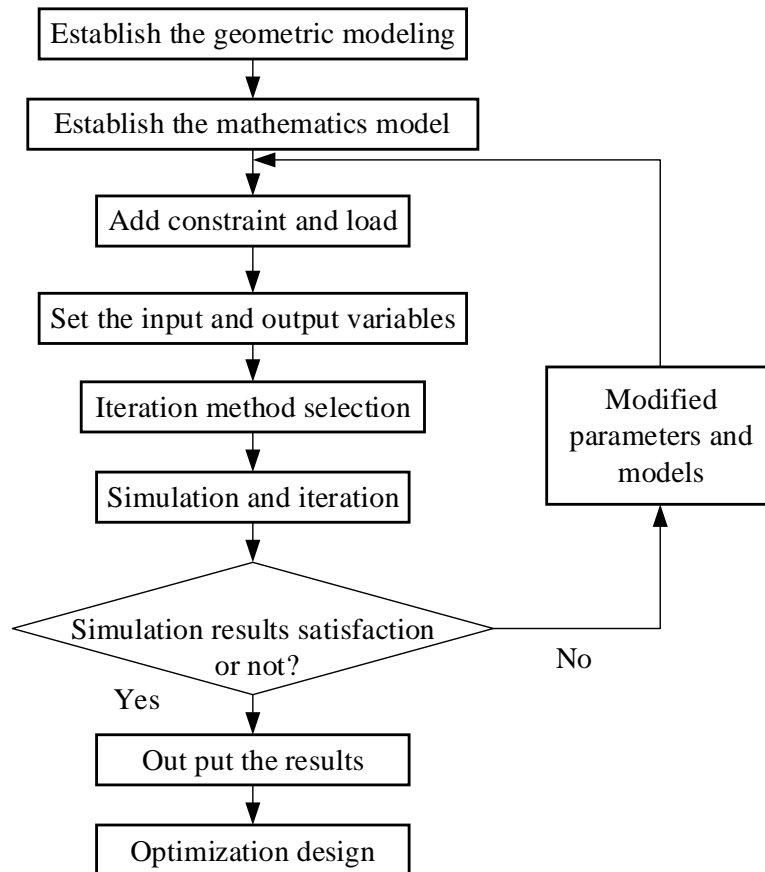 Establish the geometric modeling
Establish the mathematics model
Add constraint and load
Set the input and output variables
Iteration method selection
Simulation and iteration
Modified
parameters and
models
Simulation results satisfaction
or not?
No
Yes
Out put the results
Optimization design